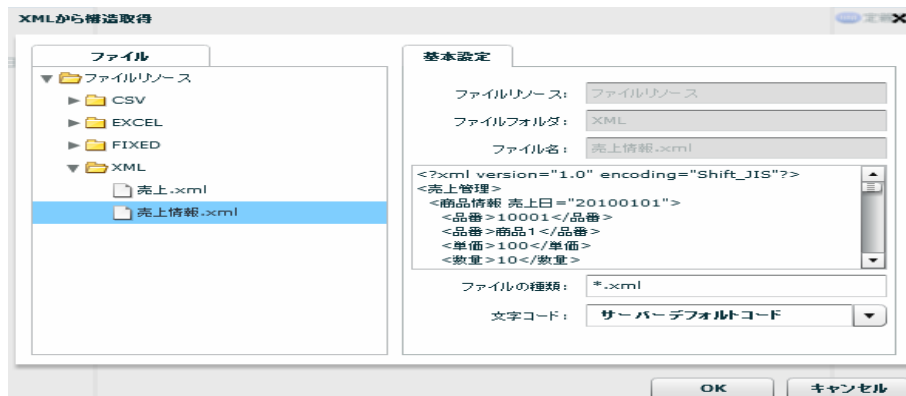 XMLから構造取得
ファイル
ファイルリソース
CSV
EXCEL
FIXED
XML
売上.xml
売上情報.xml
基本設定
ファイルリソース: ファイルリソース
ファイルフォルダ: XML
ファイル名: 売上情報.xml
<?xml version="1.0" encoding="Shift_JIS"?>
<売上管理>
<商品情報 売上日="20100101">
<品番>10001</品番>
<品番>商品1</品番>
<単価>100</単価>
<数量>10</数量>
ファイルの種類: *.xml
文字コード: サーバーデフォルトコード
OK
キャンセル